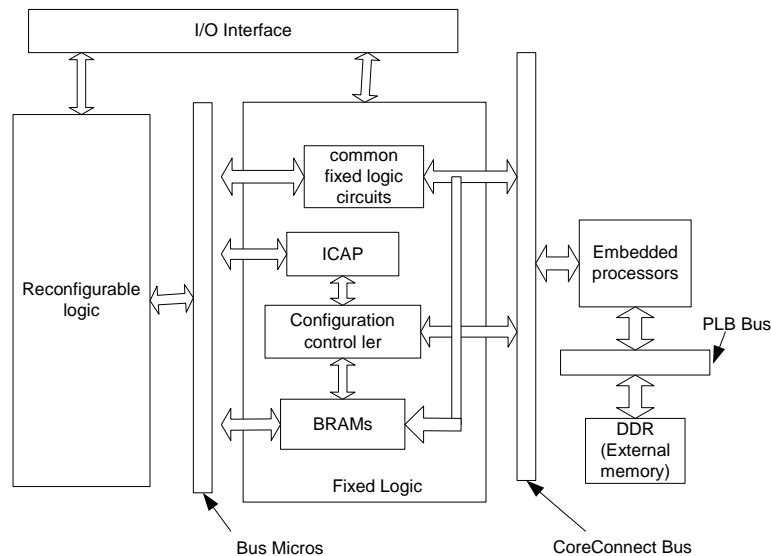 I/O Interface
common
fixed logic
circuits
ICAP
Embedded
processors
Reconfigurable
logic
Configuration
control ler
PLB Bus
BRAMs
DDR
(External
memory)
Fixed Logic
Bus Micros
CoreConnect Bus